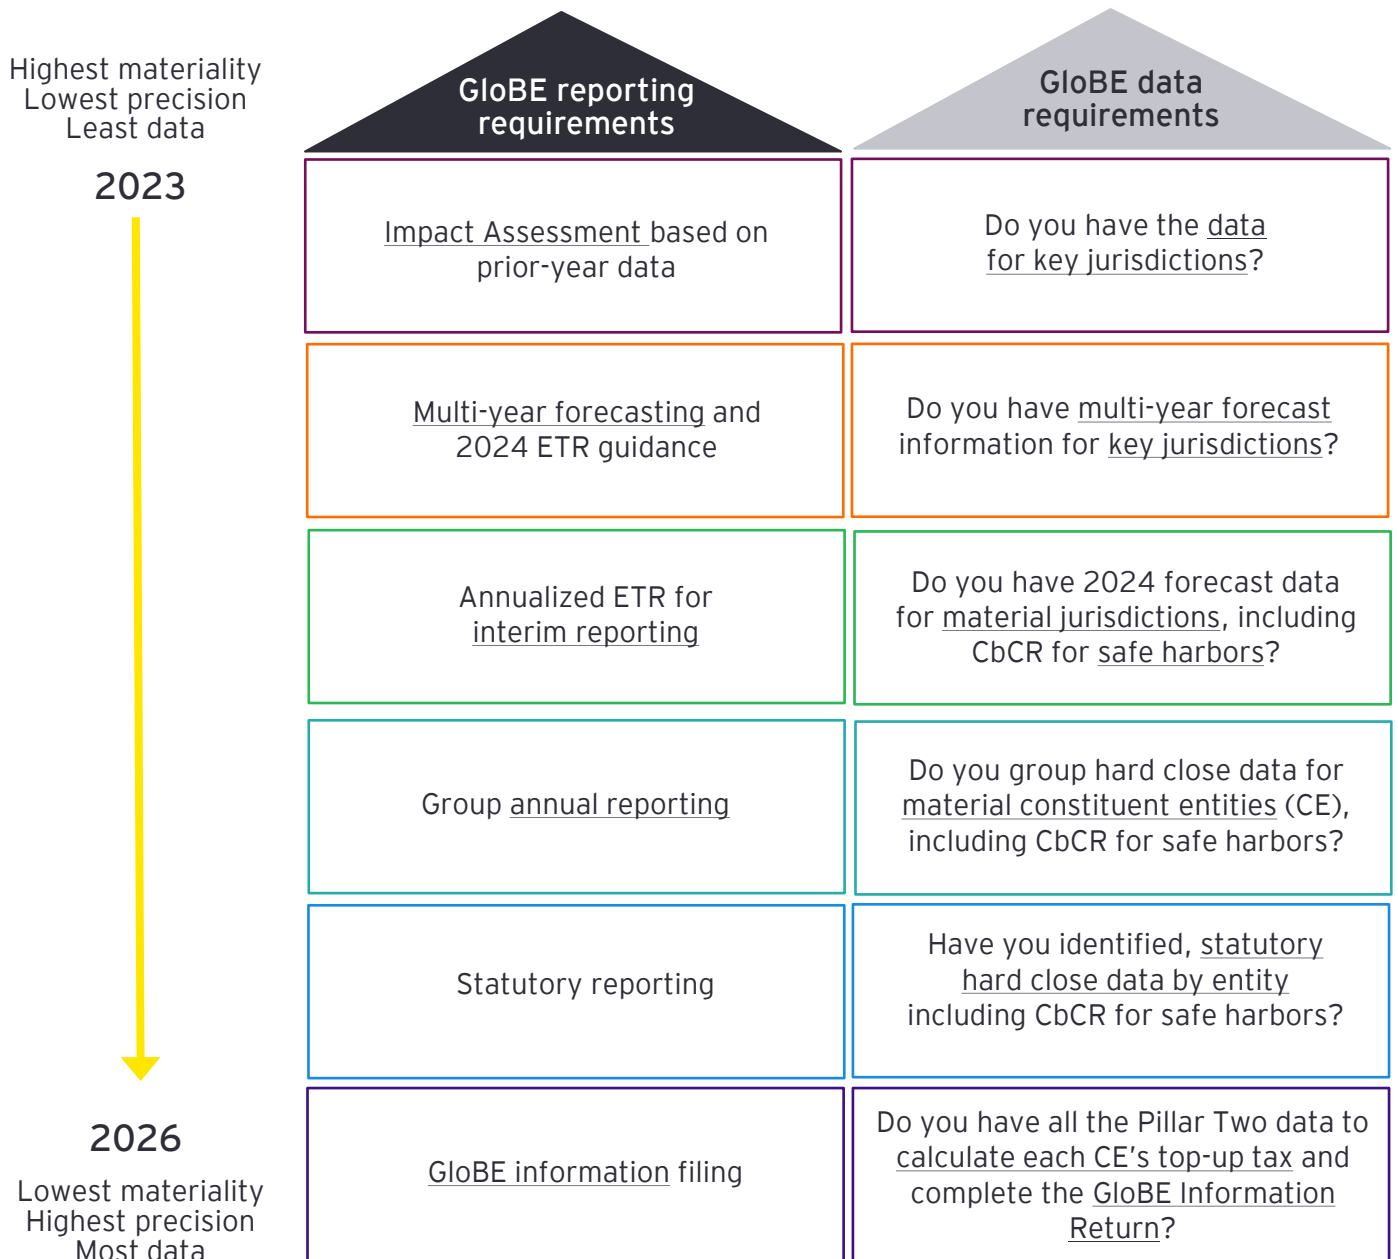 Highest materiality
Lowest precision
Least data
2023
GloBE reporting
requirements
GloBE data
requirements
Impact Assessment based on
prior-year data
Do you have the data
for key jurisdictions?
Multi-year forecasting and
2024 ETR guidance
Do you have multi-year forecast
information for key jurisdictions?
Annualized ETR for
interim reporting
Do you have 2024 forecast data
for material jurisdictions, including
CbCR for safe harbors?
Group annual reporting
Do you group hard close data for
material constituent entities (CE),
including CbCR for safe harbors?
Statutory reporting
Have you identified, statutory
hard close data by entity
including CbCR for safe harbors?
2026
Lowest materiality
Highest precision
Most data
GloBE information filing
Do you have all the Pillar Two data to
calculate each CE's top-up tax and
complete the GloBE Information
Return?